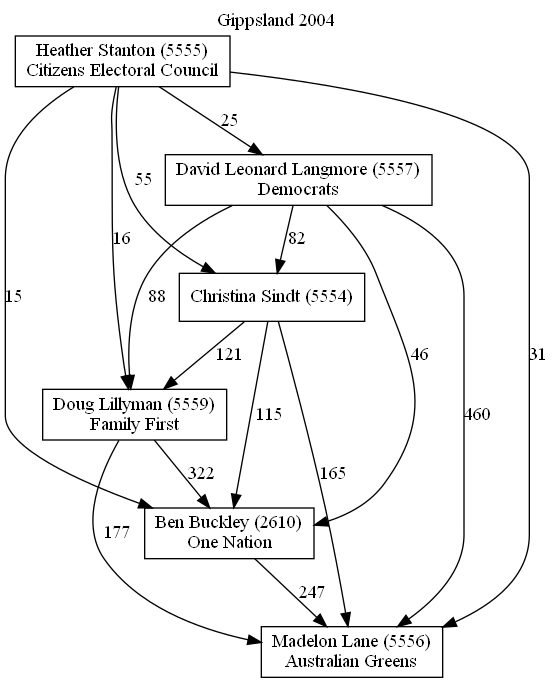 Gippsland 2004
Heather Stanton (5555)
Citizens Electoral Council
25
David Leonard Langmore (5557)
Democrats
55
82
16
88
Christina Sindt (5554)
15
46
31
121
Doug Lillyman (5559)
Family First
115
460
322
165
Ben Buckley (2610)
One Nation
177
247
Madelon Lane (5556)
Australian Greens